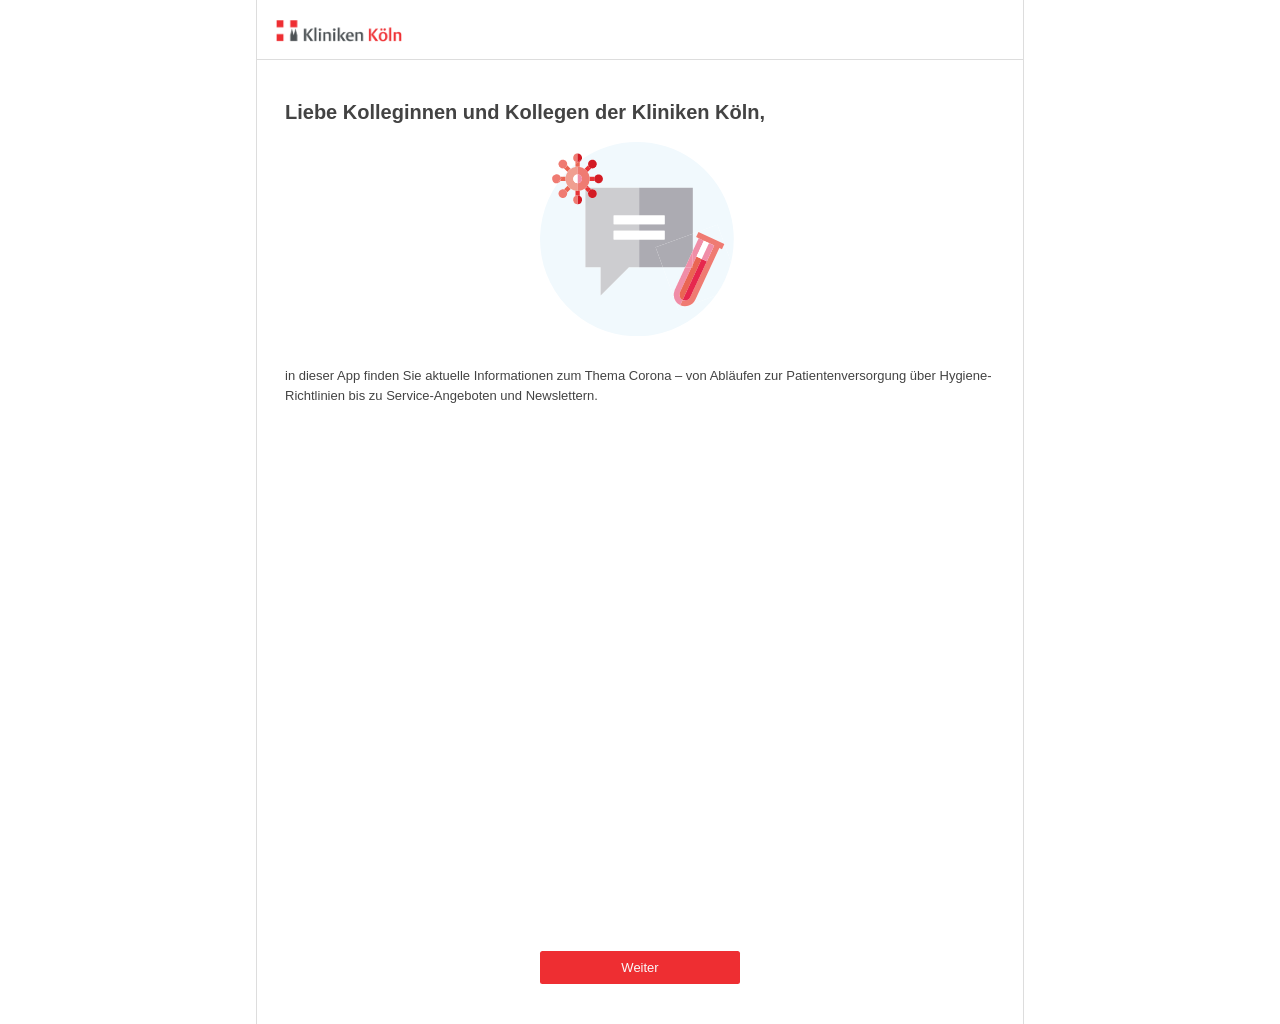 Kliniken Köln
Liebe Kolleginnen und Kollegen der Kliniken Köln,
in dieser App finden Sie aktuelle Informationen zum Thema Corona – von Abläufen zur Patientenversorgung über Hygiene-
Richtlinien bis zu Service-Angeboten und Newslettern.
Weiter